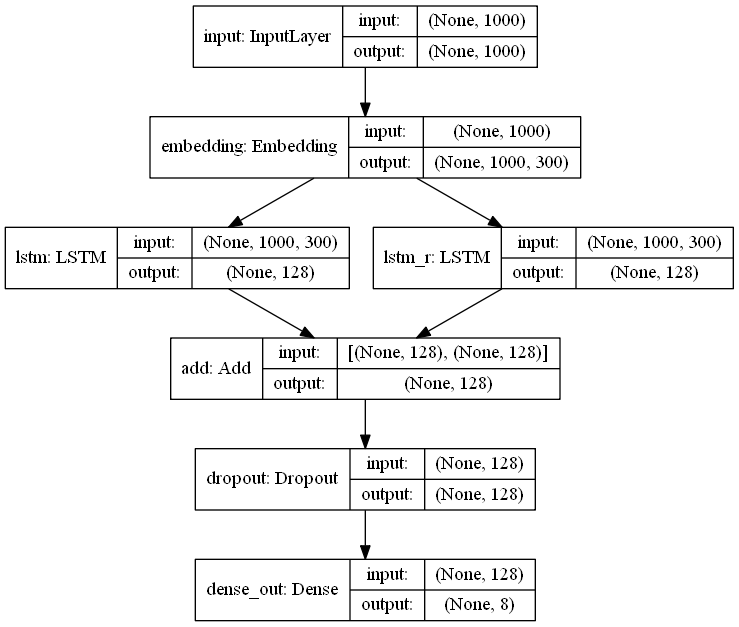 input: InputLayer
input: (None, 1000)
output: (None, 1000)
embedding: Embedding
input: (None, 1000)
output: (None, 1000, 300)
lstm: LSTM
input: (None, 1000, 300)
output: (None, 128)
lstm_r: LSTM
input: (None, 1000, 300)
output: (None, 128)
add: Add
input: [(None, 128), (None, 128)]
output: (None, 128)
dropout: Dropout
input: (None, 128)
output: (None, 128)
dense_out: Dense
input: (None, 128)
output: (None, 8)